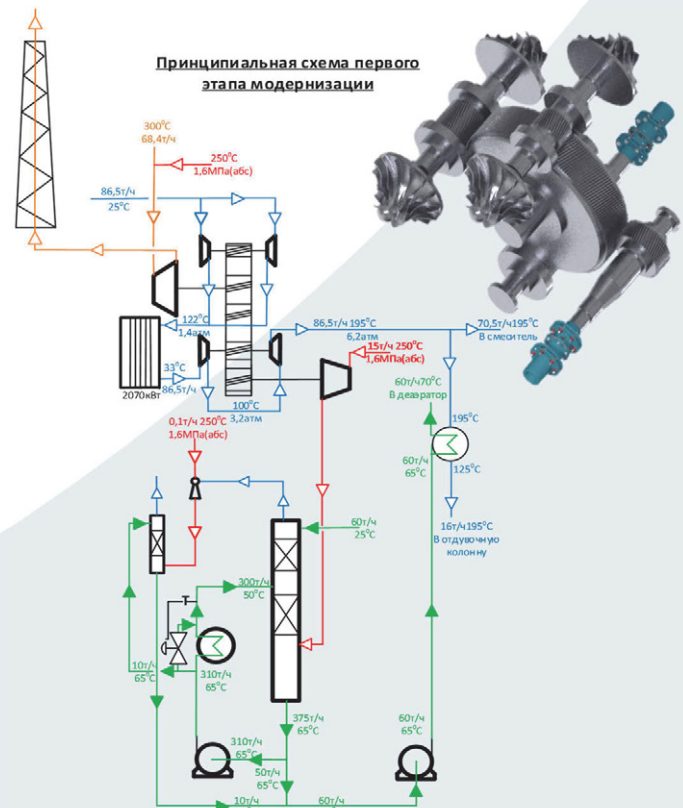 Принципиальная схема первого
этапа модернизации
300°C
68,4т/ч
250°C
1,6МПа(абс)
86,5т/ч
25°C
122°C
1,4атм
86,5т/ч 195°C
6,2атм
70,5т/ч195°C
В смеситель
15т/ч 250°C
1,6МПа(абс)
33°C
86,5т/ч
2070кВт
100°C
3,2атм
60т/ч70°C
В деаэратор
0,1т/ч 250°C
1,6МПа(абс)
195°C
60т/ч
65°C
125°C
16т/ч195°C
В отдувочную
колонну
60т/ч
25°C
300т/ч
50°C
10т/ч
65°C
310т/ч
65°C
375т/ч
65°C
310т/ч
65°C
50т/ч
65°C
60т/ч
65°C
10т/ч
60т/ч